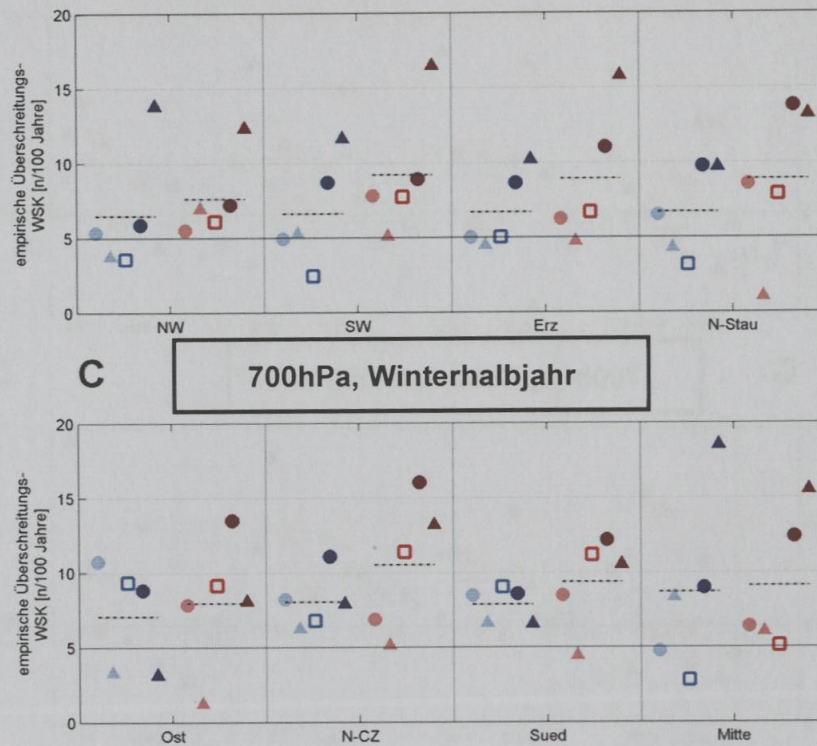 20
15
10
5
0
empirische Überschreitungs-
WSK [n/100 Jahre]
NW SW Erz N-Stau
C 700hPa, Winterhalbjahr
20
15
10
5
0
empirische Überschreitungs-
WSK [n/100 Jahre]
Ost N-CZ Sued Mitte